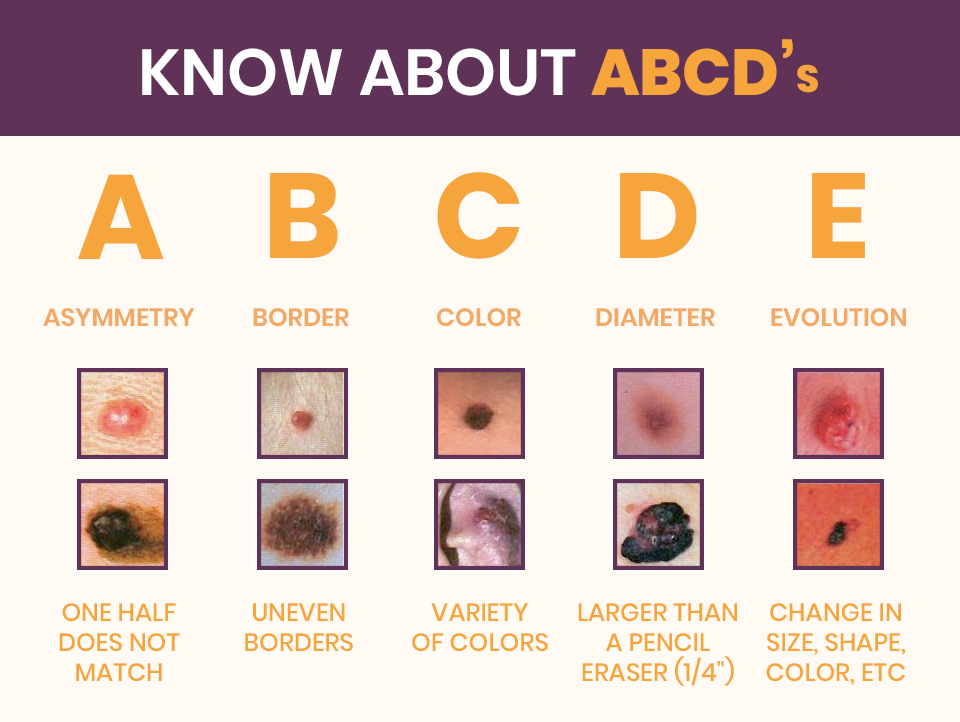 KNOW ABOUT ABCD's
A B C D E
ASYMMETRY BORDER COLOR DIAMETER EVOLUTION
ONE HALF
DOES NOT
MATCH
UNEVEN
BORDERS
VARIETY
OF COLORS
LARGER THAN
A PENCIL
ERASER (1/4")
CHANGE IN
SIZE, SHAPE,
COLOR, ETC